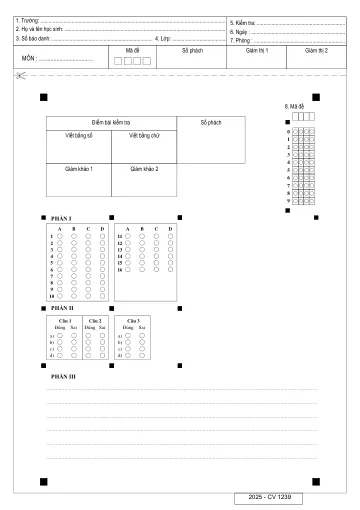 1. Trường:
2. Họ và tên học sinh:
3. Số báo danh: 4. Lớp:
5. Kiểm tra:
6. Ngày :
7. Phòng :
MÔN :
Mã đề
Số phách
Giám thị 1
Giám thị 2
8. Mã đề
Điểm bài kiểm tra
Số phách
Viết bằng số
Viết bằng chữ
Giám khảo 1
Giám khảo 2
0
1
2
3
4
5
6
7
8
9
PHẦN I
A B C D
1
2
3
4
5
6
7
8
9
10
A B C D
11
12
13
14
15
16
PHẦN II
Câu 1
Đúng Sai
a)
b)
c)
d)
Câu 2
Đúng Sai
Câu 3
Đúng Sai
a)
b)
c)
d)
PHẦN III
2025 - CV 1239